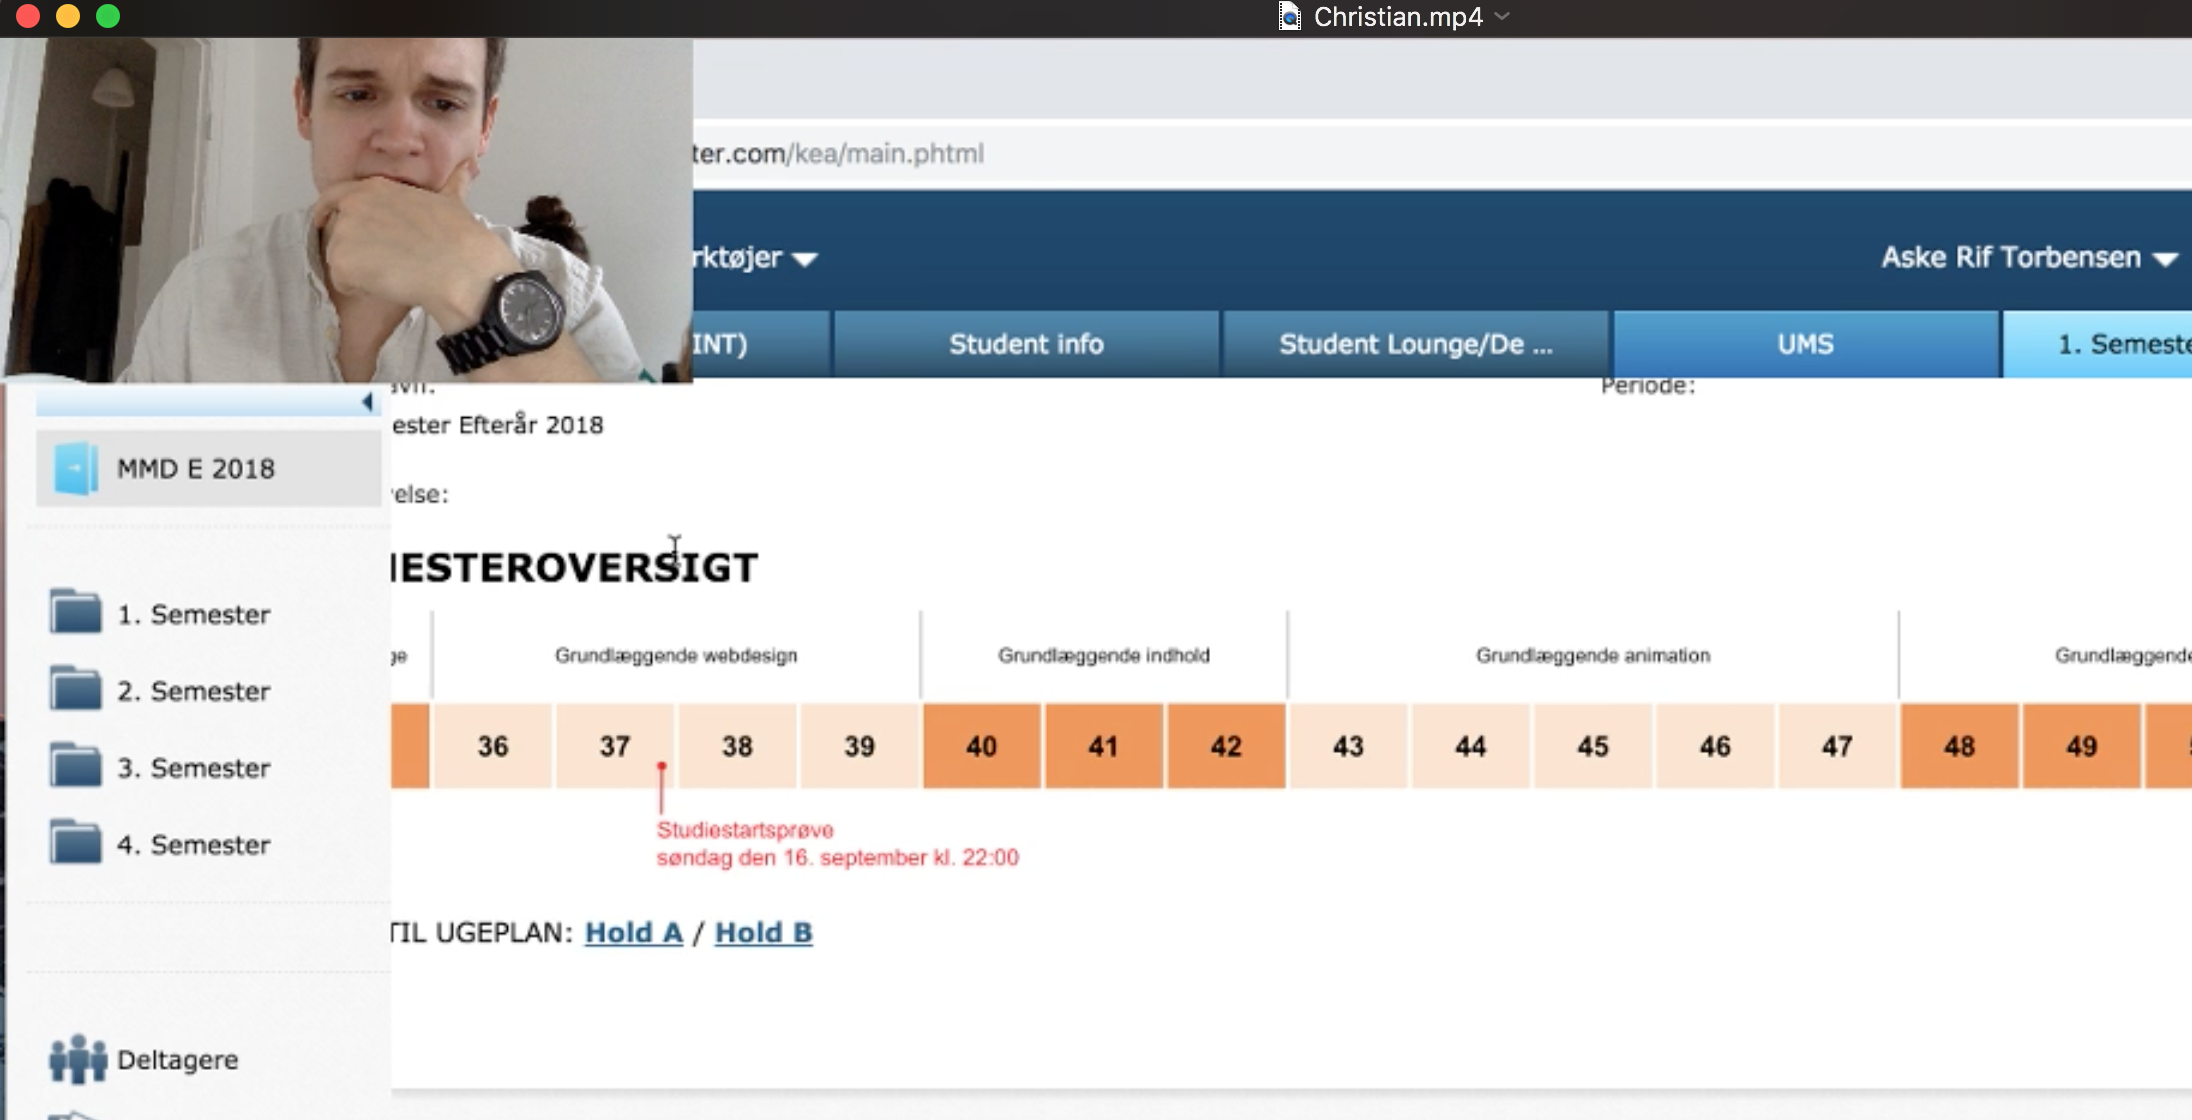 Christian.mp4
ter.com/kea/main.phtml
rktøjer
Aske Rif Torbensen
INT)
Student info
Student Lounge/De ...
UMS
1. Semeste
Periode:
ester Efterår 2018
MMD E 2018
else:
ESTEROVERSIGT
1. Semester
2. Semester
3. Semester
4. Semester
ge
Grundlæggende webdesign
Grundlæggende indhold
Grundlæggende animation
Grundlæggende
36 37 38 39 40 41 42 43 44 45 46 47 48 49
Studiestartsprøve
søndag den 16. september kl. 22:00
TIL UGEPLAN: Hold A / Hold B
Deltagere